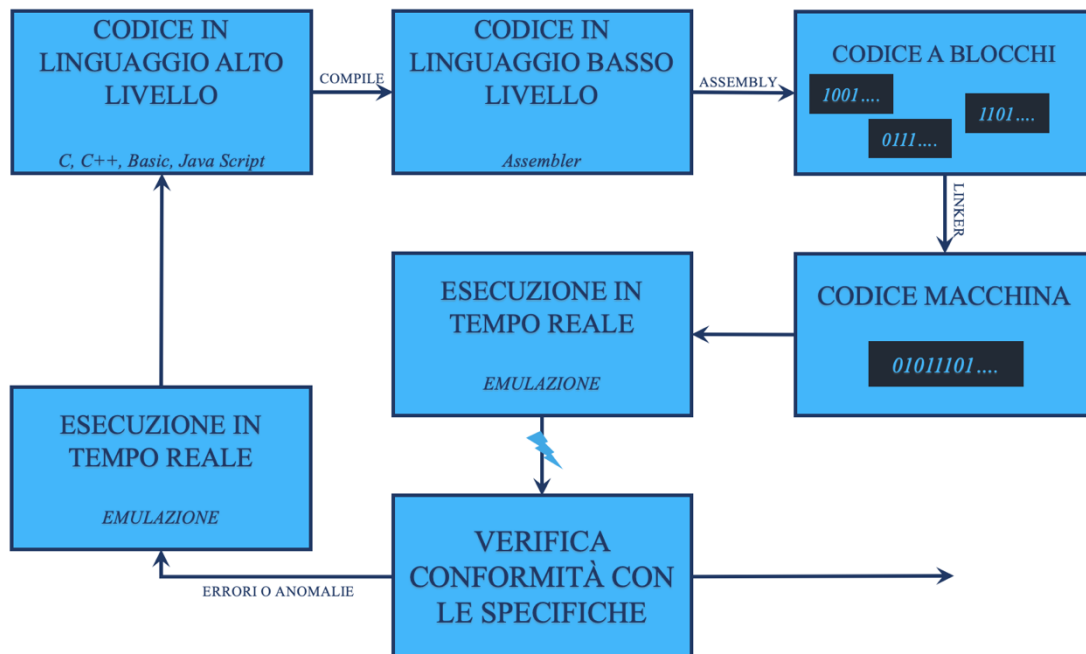 CODICE IN
LINGUAGGIO ALTO
LIVELLO
C, C++, Basic, Java Script
COMPILE
CODICE IN
LINGUAGGIO BASSO
LIVELLO
Assembler
ASSEMBLY
CODICE A BLOCCHI
1001....
1101....
0111....
LINKER
CODICE MACCHINA
01011101....
ESECUZIONE IN
TEMPO REALE
EMULAZIONE
VERIFICA
CONFORMITÀ CON
LE SPECIFICHE
ERRORI O ANOMALIE
ESECUZIONE IN
TEMPO REALE
EMULAZIONE